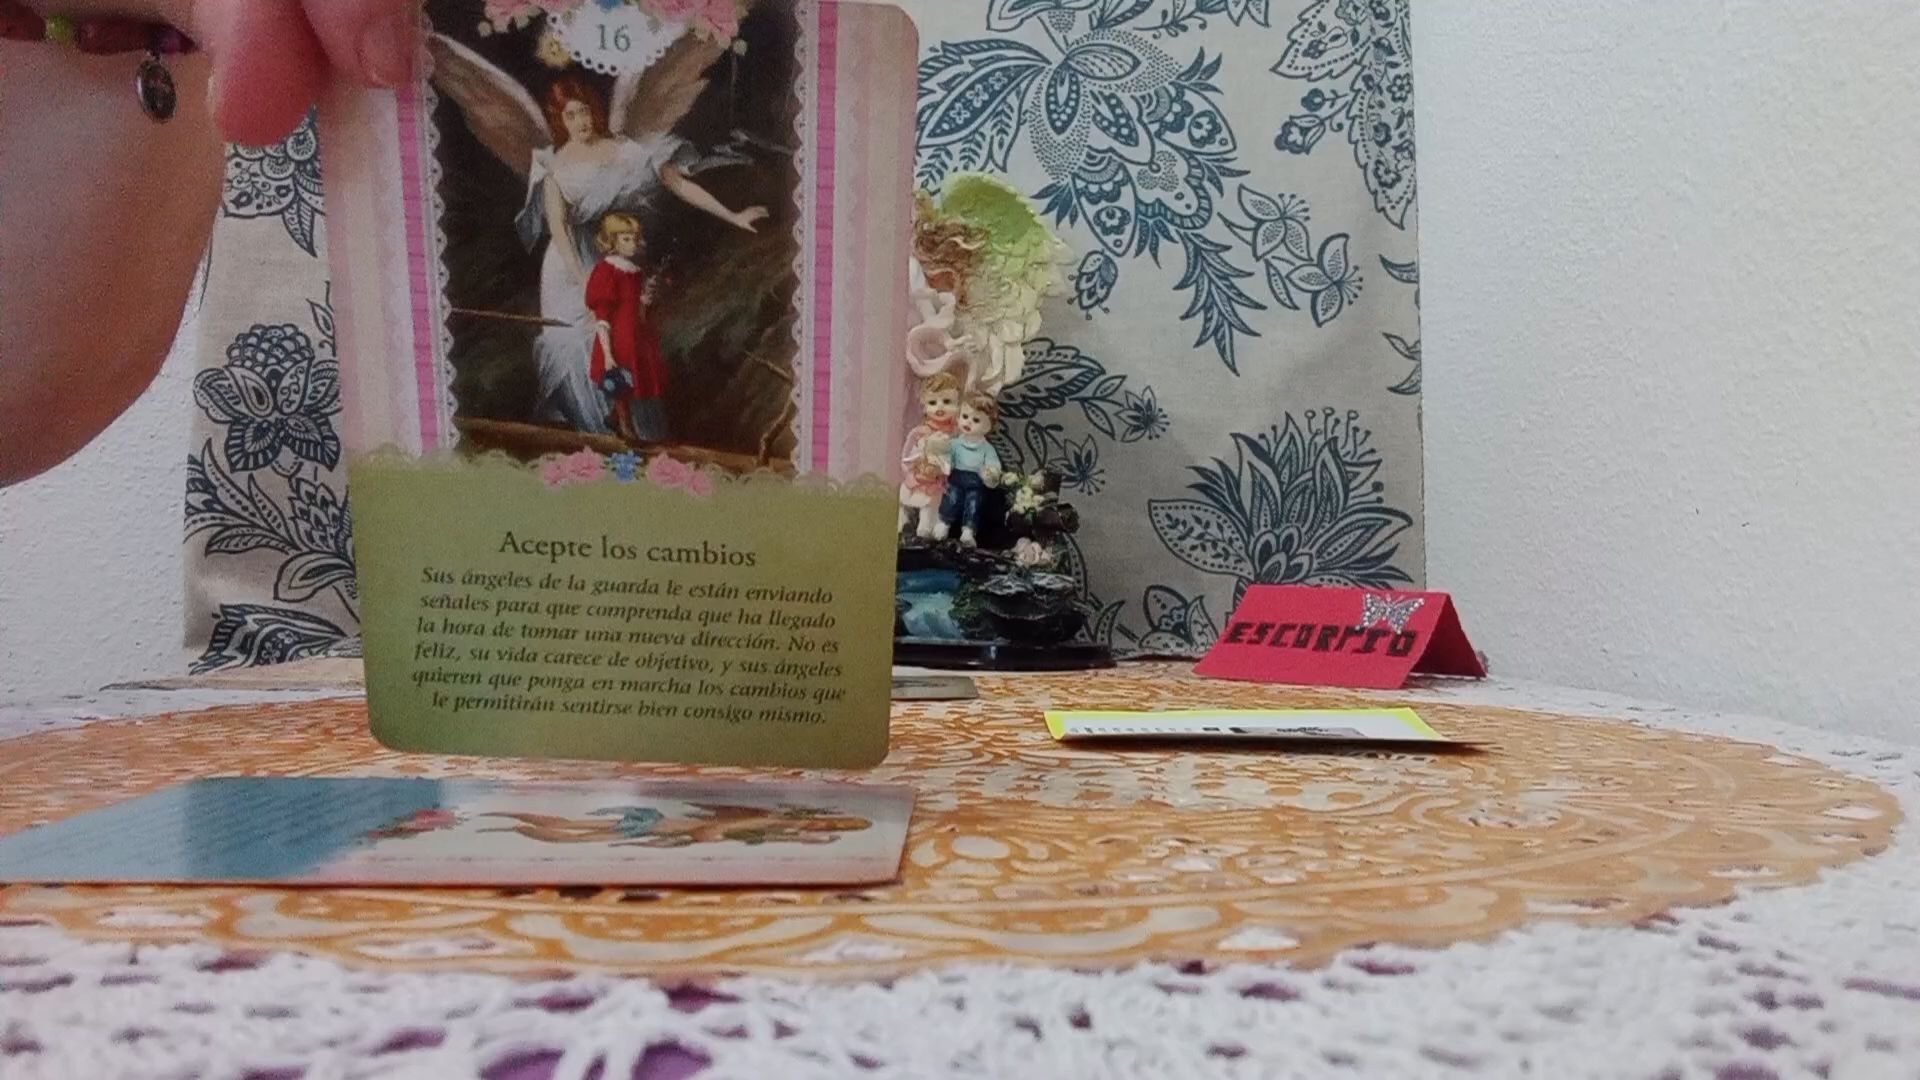 16
Acepte los cambios
Sus ángeles de la guarda le están enviando
señales para que comprenda que ha llegado
la hora de tomar una nueva dirección. No es
feliz, su vida carece de objetivo, y sus ángeles
quieren que ponga en marcha los cambios que
le permitirán sentirse bien consigo mismo.
ESCORPIO